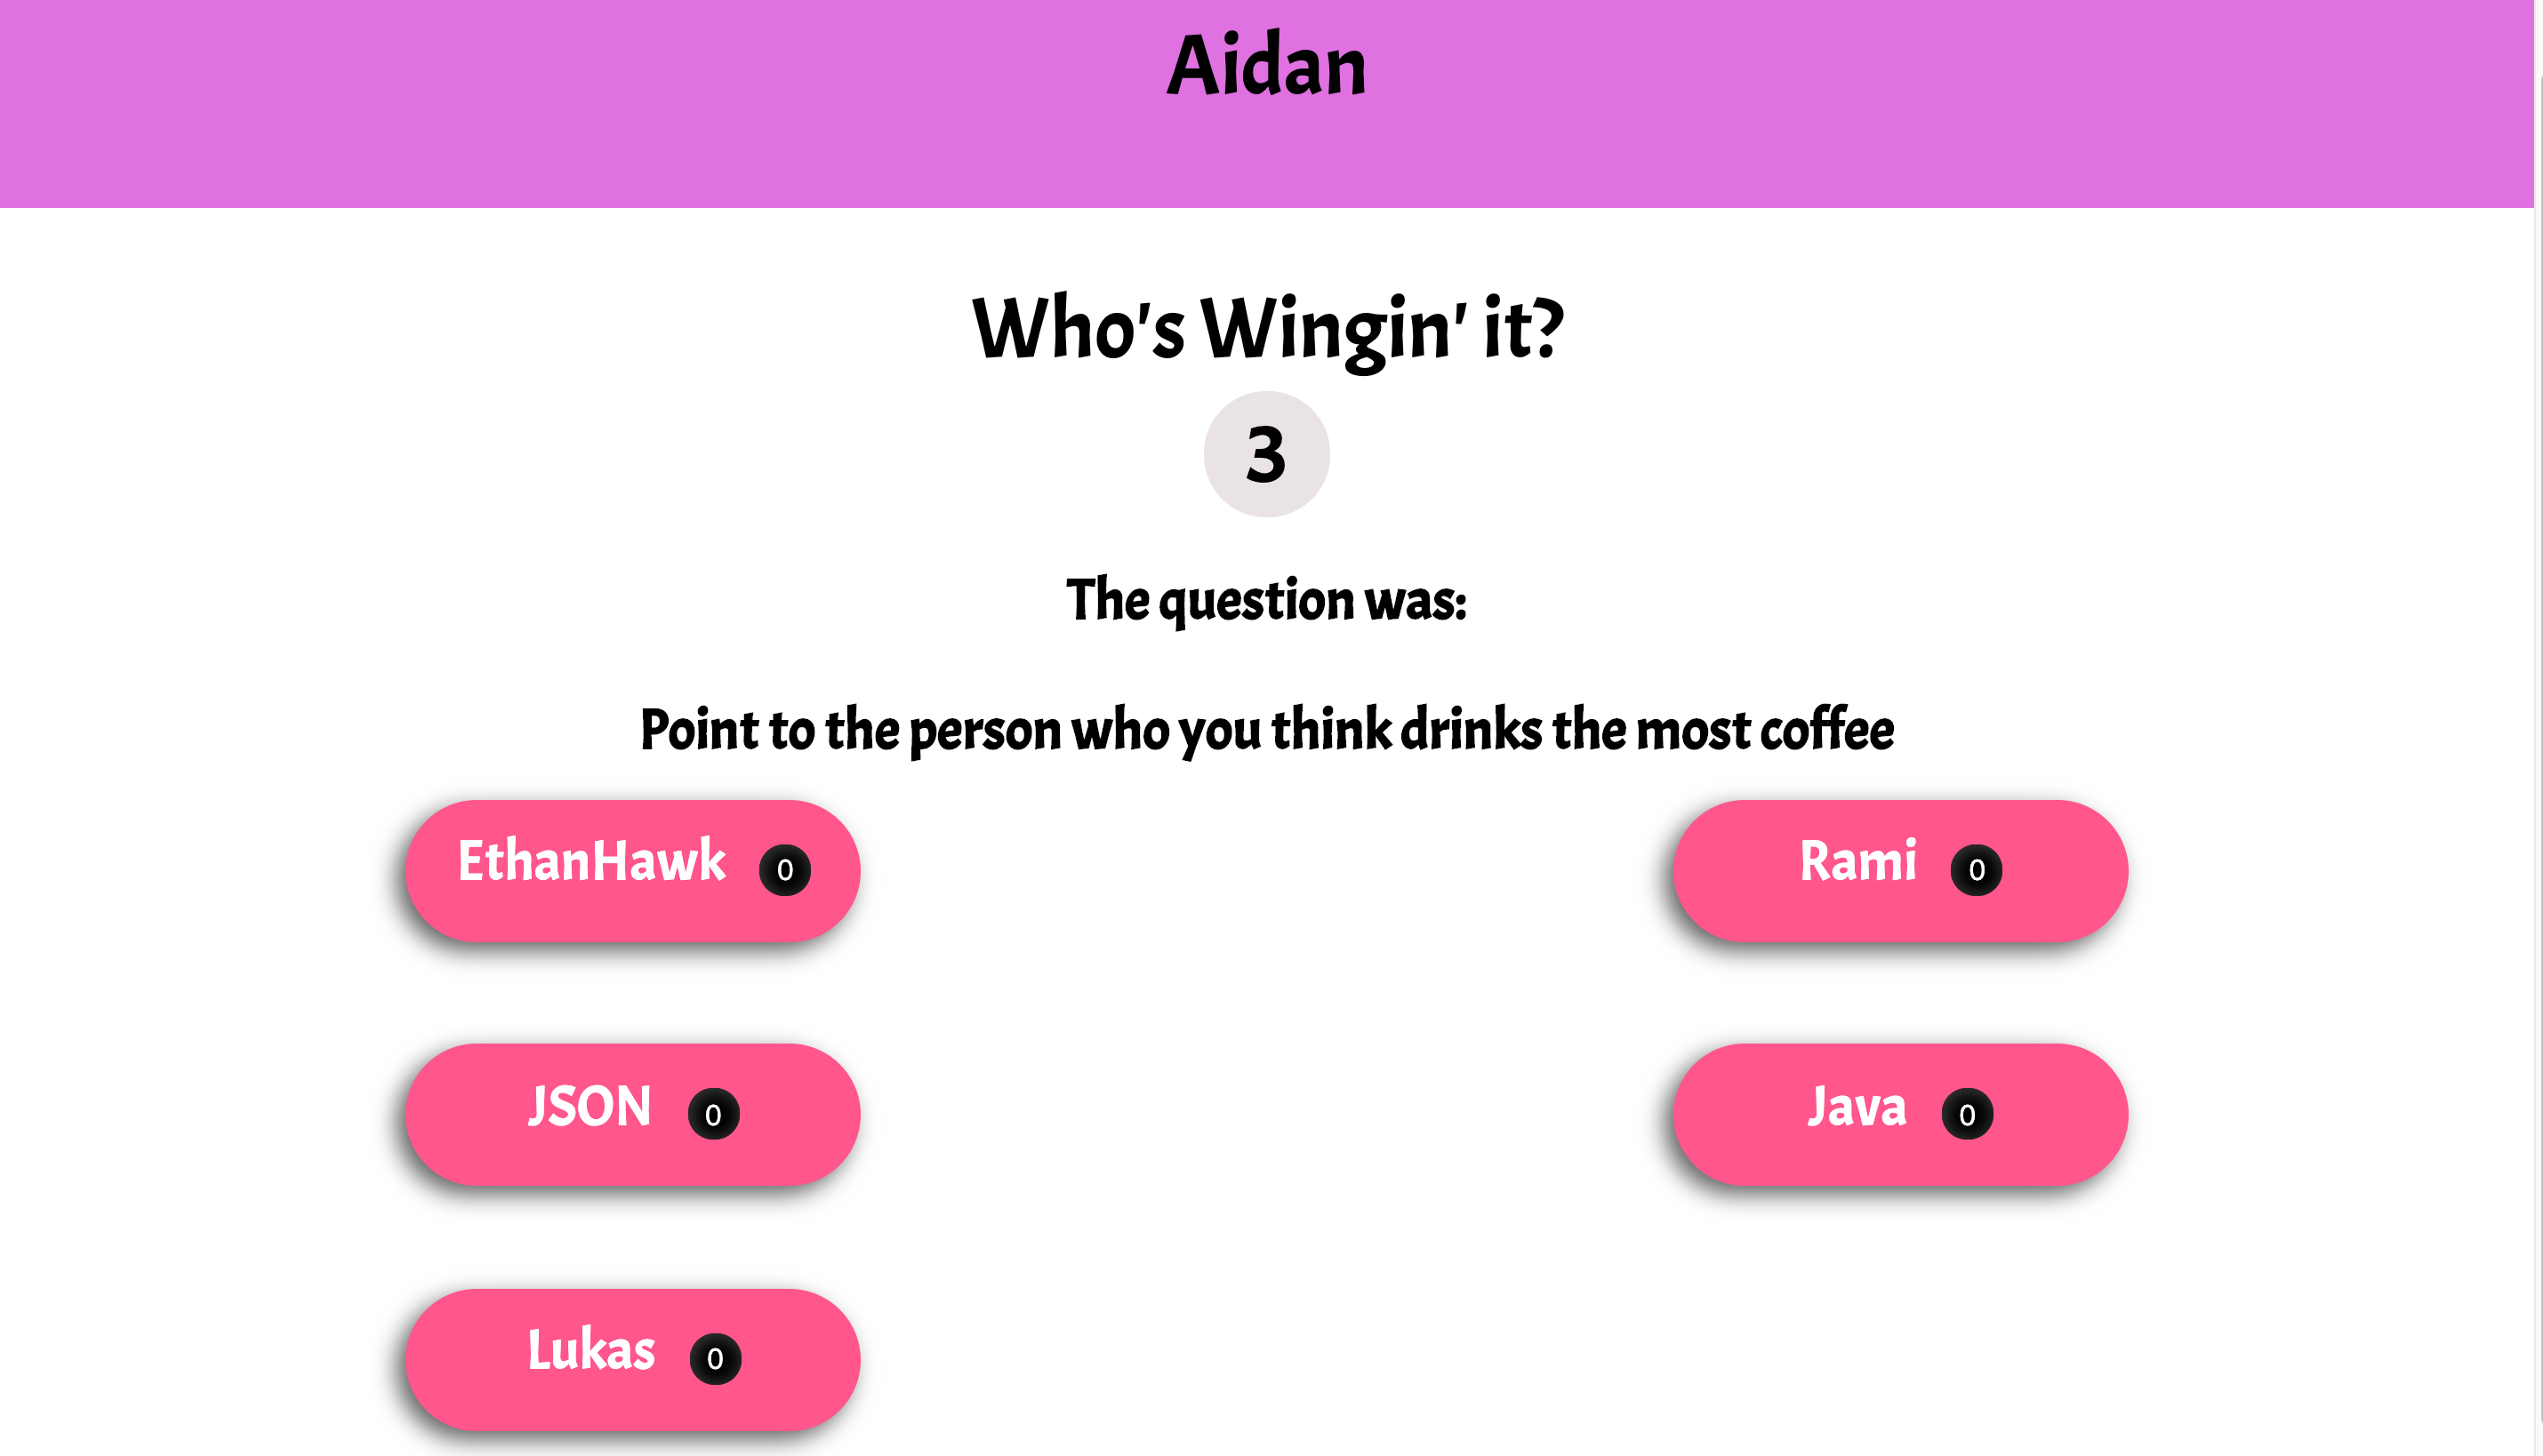 Aidan
Who's Wingin' it?
3
The question was:
Point to the person who you think drinks the most coffee
EthanHawk 0
Rami 0
JSON 0
Java 0
Lukas 0